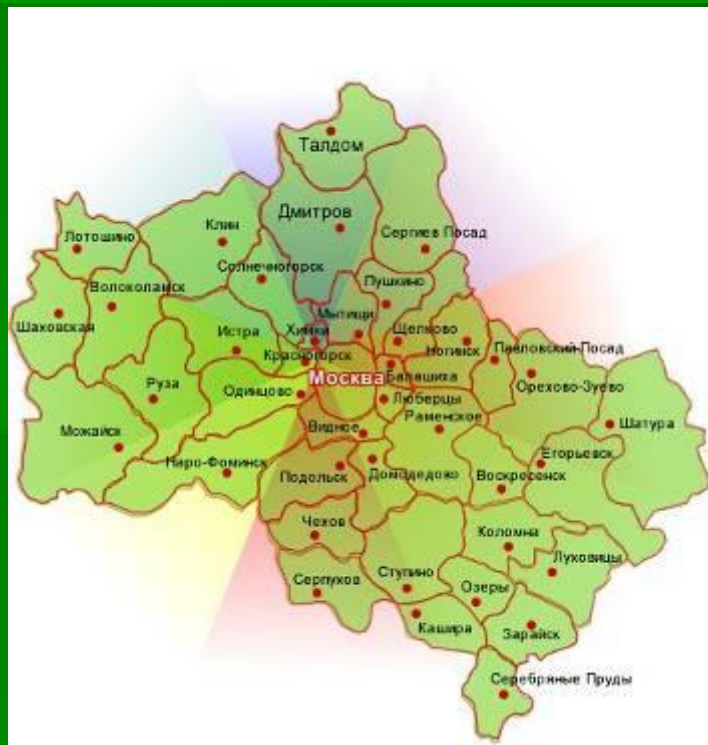 Талдом
Дмитров
Клин
Сергиев Посад
Лотошино
Солнечногорск
Пушкино
Волоколамск
Мытищи
Шаховская
Истра
Химки
Щелково
Ногинск
Павловский-Посад
Красногорск
Москва
Балашиха
Орехово-Зуево
Руза
Одинцово
Люберцы
Раменское
Шатура
Можайск
Видное
Наро-Фоминск
Подольск
Домодедово
Воскресенск
Егорьевск
Чехов
Коломна
Луховицы
Серпухов
Ступино
Озеры
Кашира
Зарайск
Серебряные Пруды